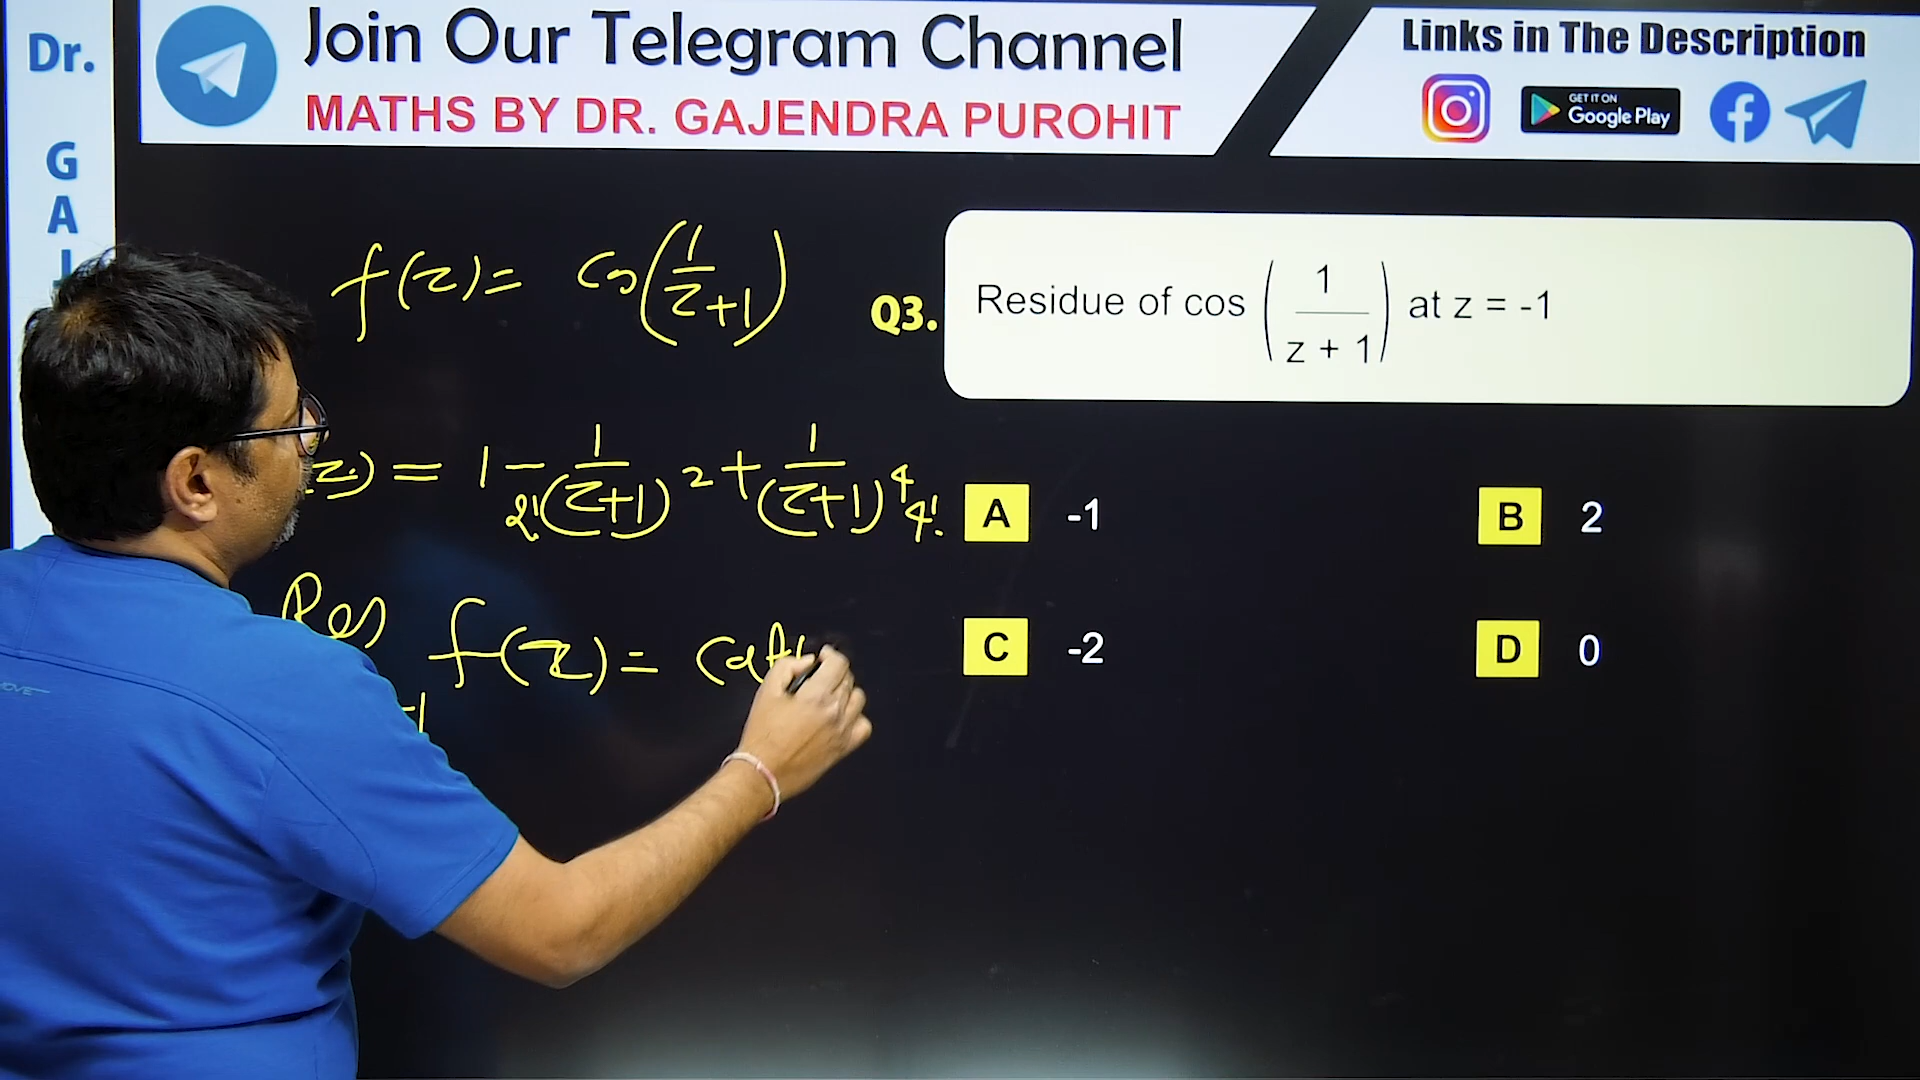 Dr.
G
A
J
Join Our Telegram Channel
MATHS BY DR. GAJENDRA PUROHIT
Links in The Description
GET IT ON
Google Play
f(z) = cos(1/z+1)
Q3. Residue of cos (1/z + 1) at z = -1
z) = 1 - 1/2!(z+1)² + 1/(z+1)⁴4!
A -1
B 2
Res f(z) =
-1
C -2
D 0